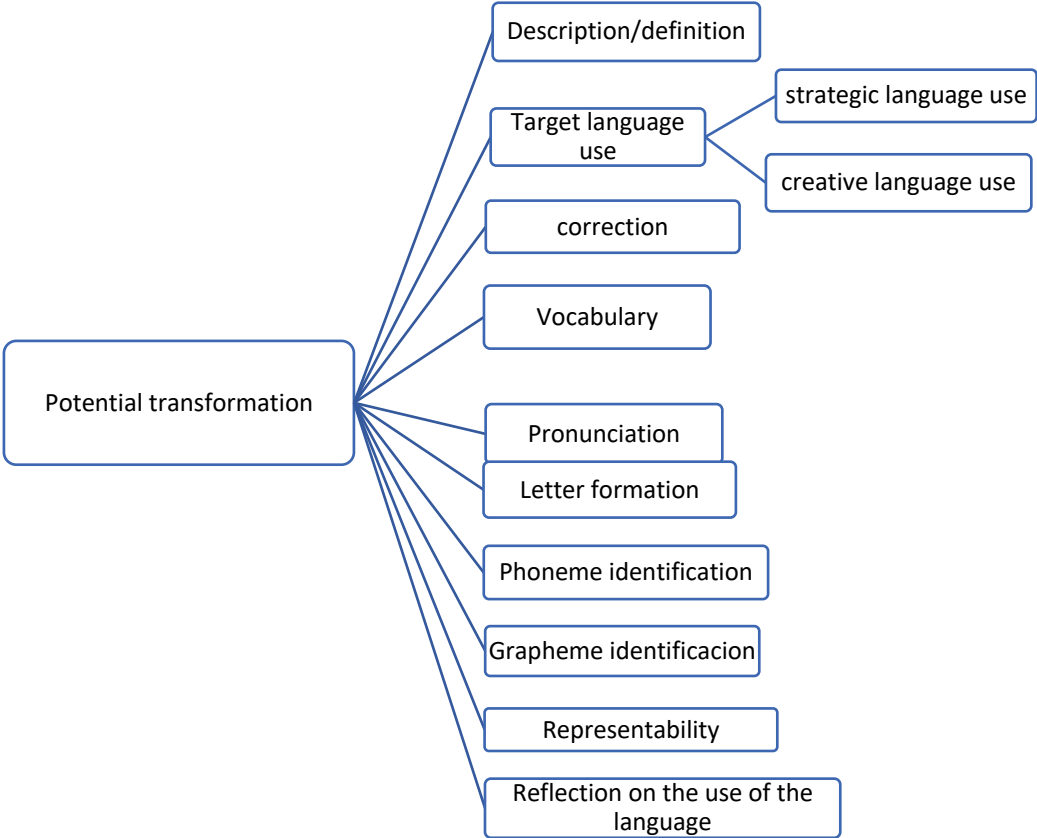 Description/definition
strategic language use
Target language
use
creative language use
correction
Vocabulary
Potential transformation
Pronunciation
Letter formation
Phoneme identification
Grapheme identificacion
Representability
Reflection on the use of the
language